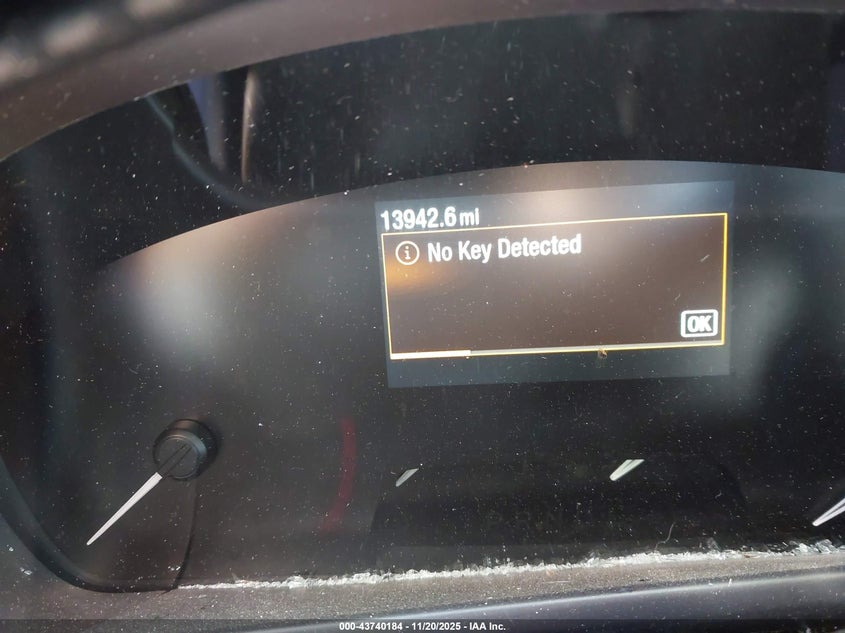 13942.6 mi
No Key Detected
OK
000-43740184 - 11/20/2025 - IAA Inc.